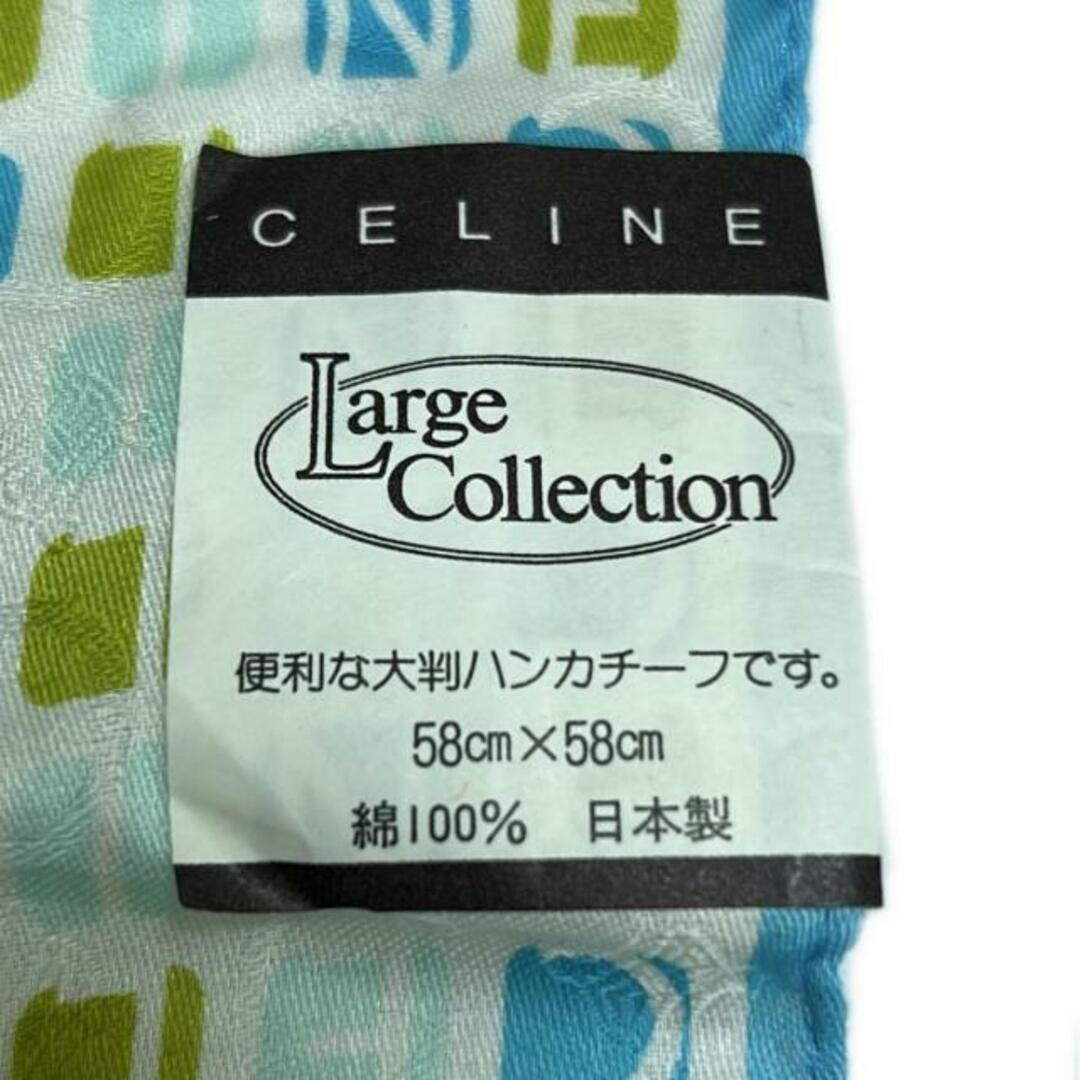 CELINE
Large
Collection
便利な大判ハンカチーフです。
58cm×58cm
綿100% 日本製